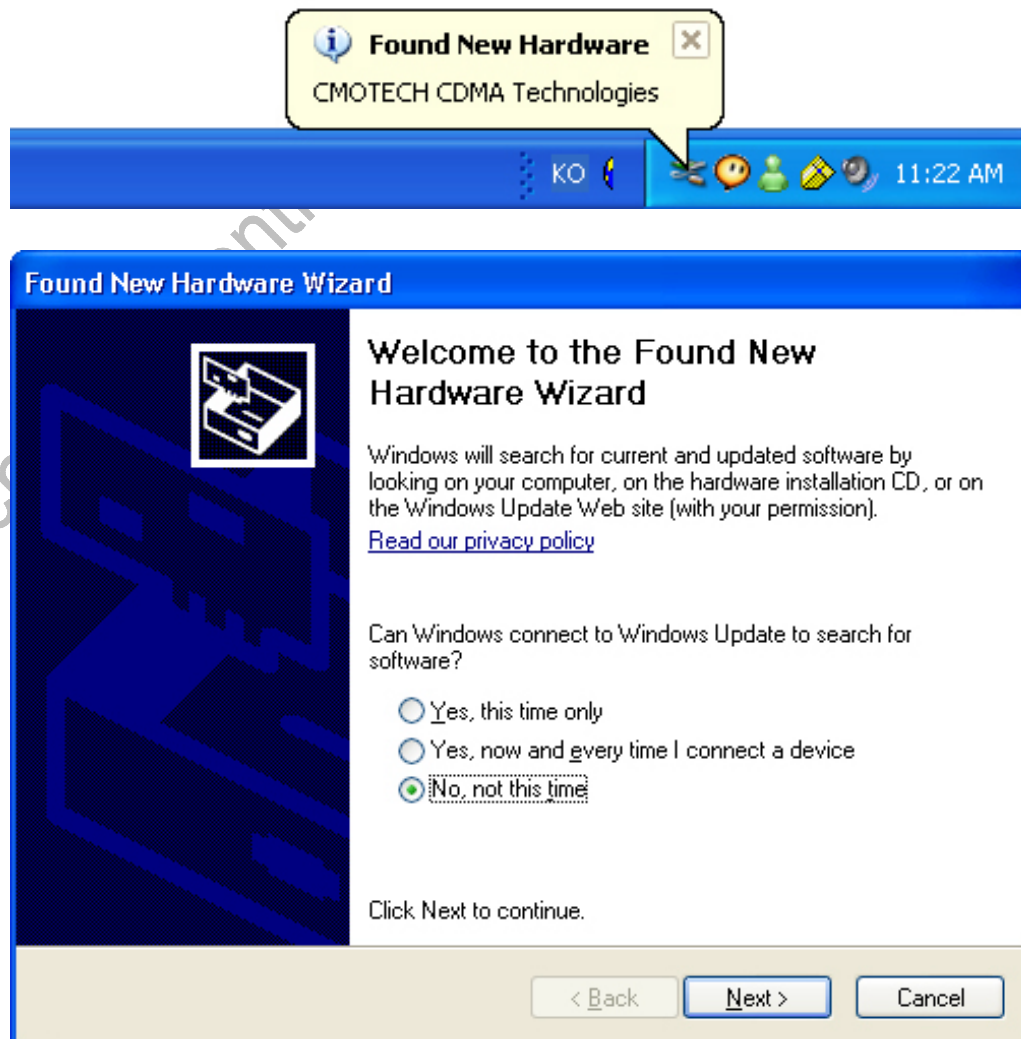 Found New Hardware
CMOTECH CDMA Technologies
KO
11:22 AM
Found New Hardware Wizard
Welcome to the Found New
Hardware Wizard
Windows will search for current and updated software by
looking on your computer, on the hardware installation CD, or on
the Windows Update Web site (with your permission).
Read our privacy policy
Can Windows connect to Windows Update to search for
software?
Yes, this time only
Yes, now and every time I connect a device
No, not this time
Click Next to continue.
< Back Next > Cancel